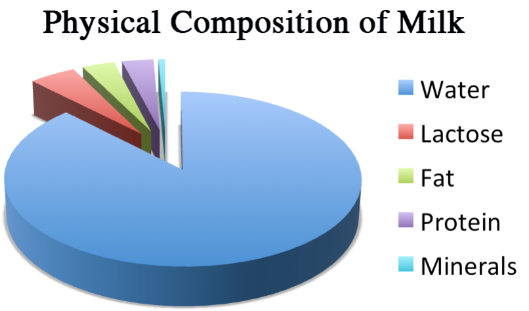 Physical Composition of Milk
Water
Lactose
Fat
Protein
Minerals